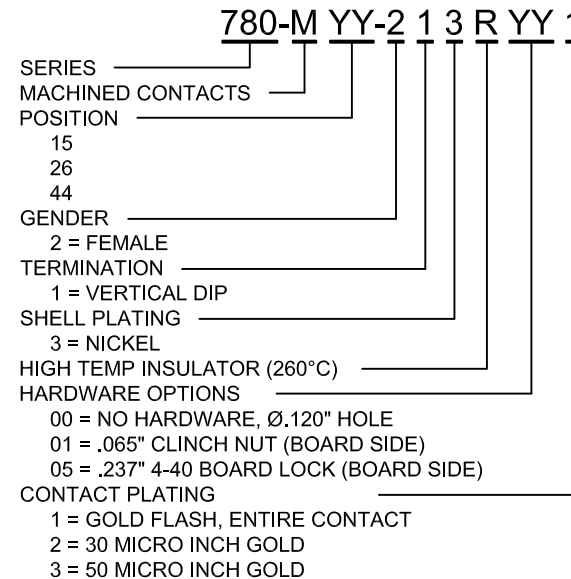 780-M YY-2 1 3 R YY 1
SERIES
MACHINED CONTACTS
POSITION
15
26
44
GENDER
2 = FEMALE
TERMINATION
1 = VERTICAL DIP
SHELL PLATING
3 = NICKEL
HIGH TEMP INSULATOR (260°C)
HARDWARE OPTIONS
00 = NO HARDWARE, Ø.120" HOLE
01 = .065" CLINCH NUT (BOARD SIDE)
05 = .237" 4-40 BOARD LOCK (BOARD SIDE)
CONTACT PLATING
1 = GOLD FLASH, ENTIRE CONTACT
2 = 30 MICRO INCH GOLD
3 = 50 MICRO INCH GOLD